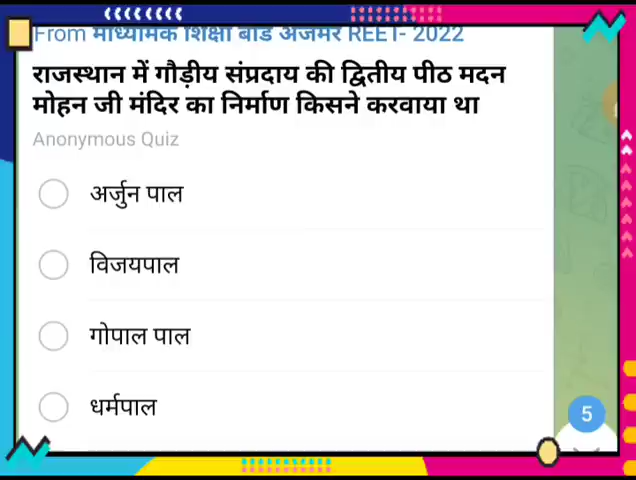 From माध्यमिक शिक्षा बोर्ड अजमेर REET- 2022
राजस्थान में गौड़ीय संप्रदाय की द्वितीय पीठ मदन
मोहन जी मंदिर का निर्माण किसने करवाया था
Anonymous Quiz
अर्जुन पाल
विजयपाल
गोपाल पाल
धर्मपाल
5